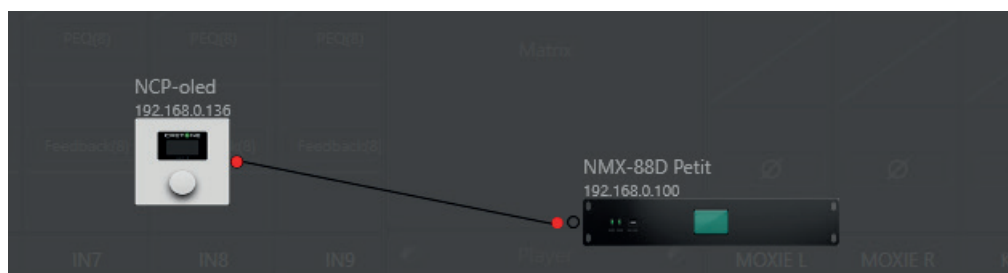 PEQ(8) PEQ(8) PEQ(8)
Matrix
NCP-oled
192.168.0.136
Feedback(8) Feedback(8)
NMX-88D Petit
192.168.0.100
Ø Ø
IN7 IN8 IN9 Player MOXIE L MOXIE R